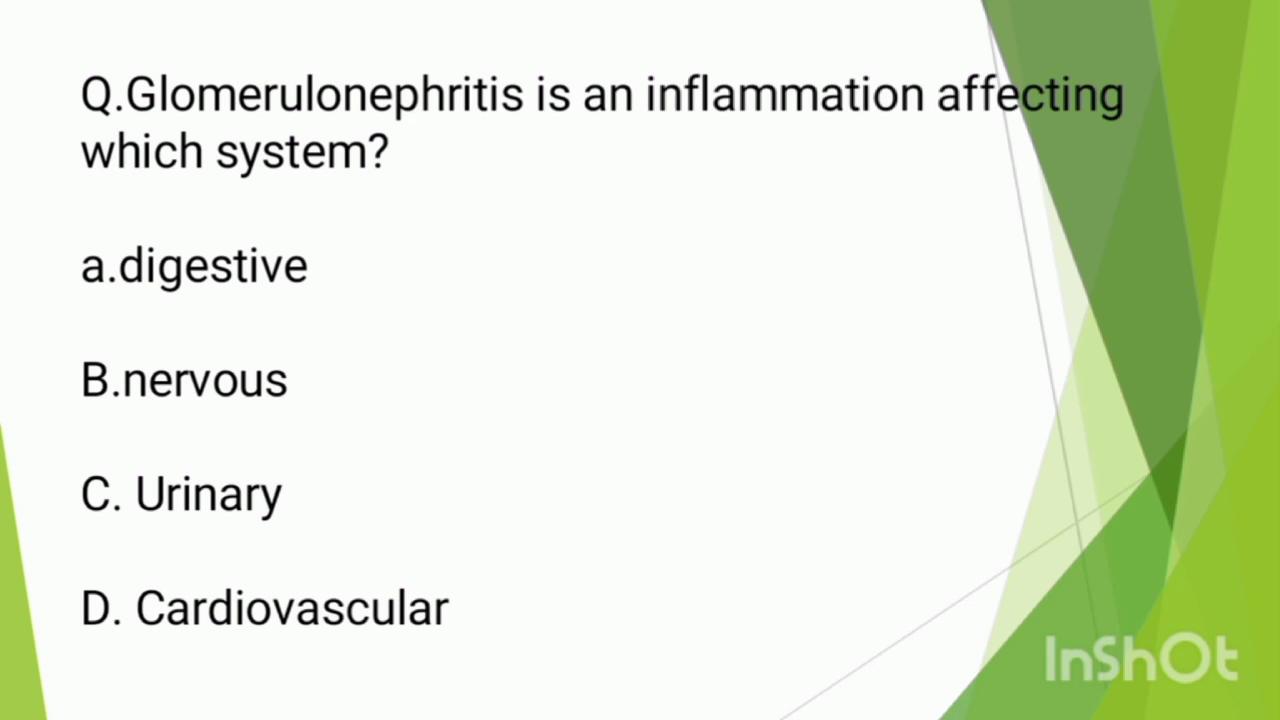 Q.Glomerulonephritis is an inflammation affecting
which system?
a.digestive
B.nervous
C. Urinary
D. Cardiovascular
InShOt